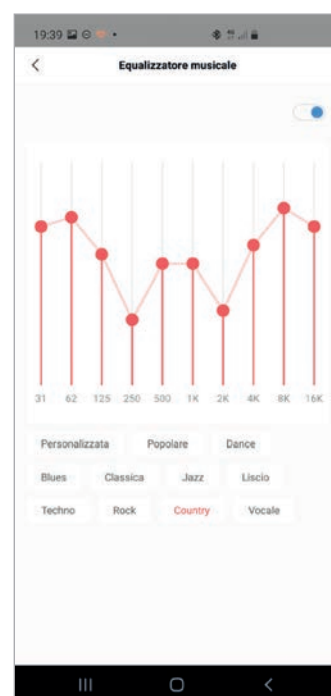 19:39
Equalizzatore musicale
31 62 125 250 500 1K 2K 4K 8K 16K
Personalizzata Popolare Dance
Blues Classica Jazz Liscio
Techno Rock Country Vocale